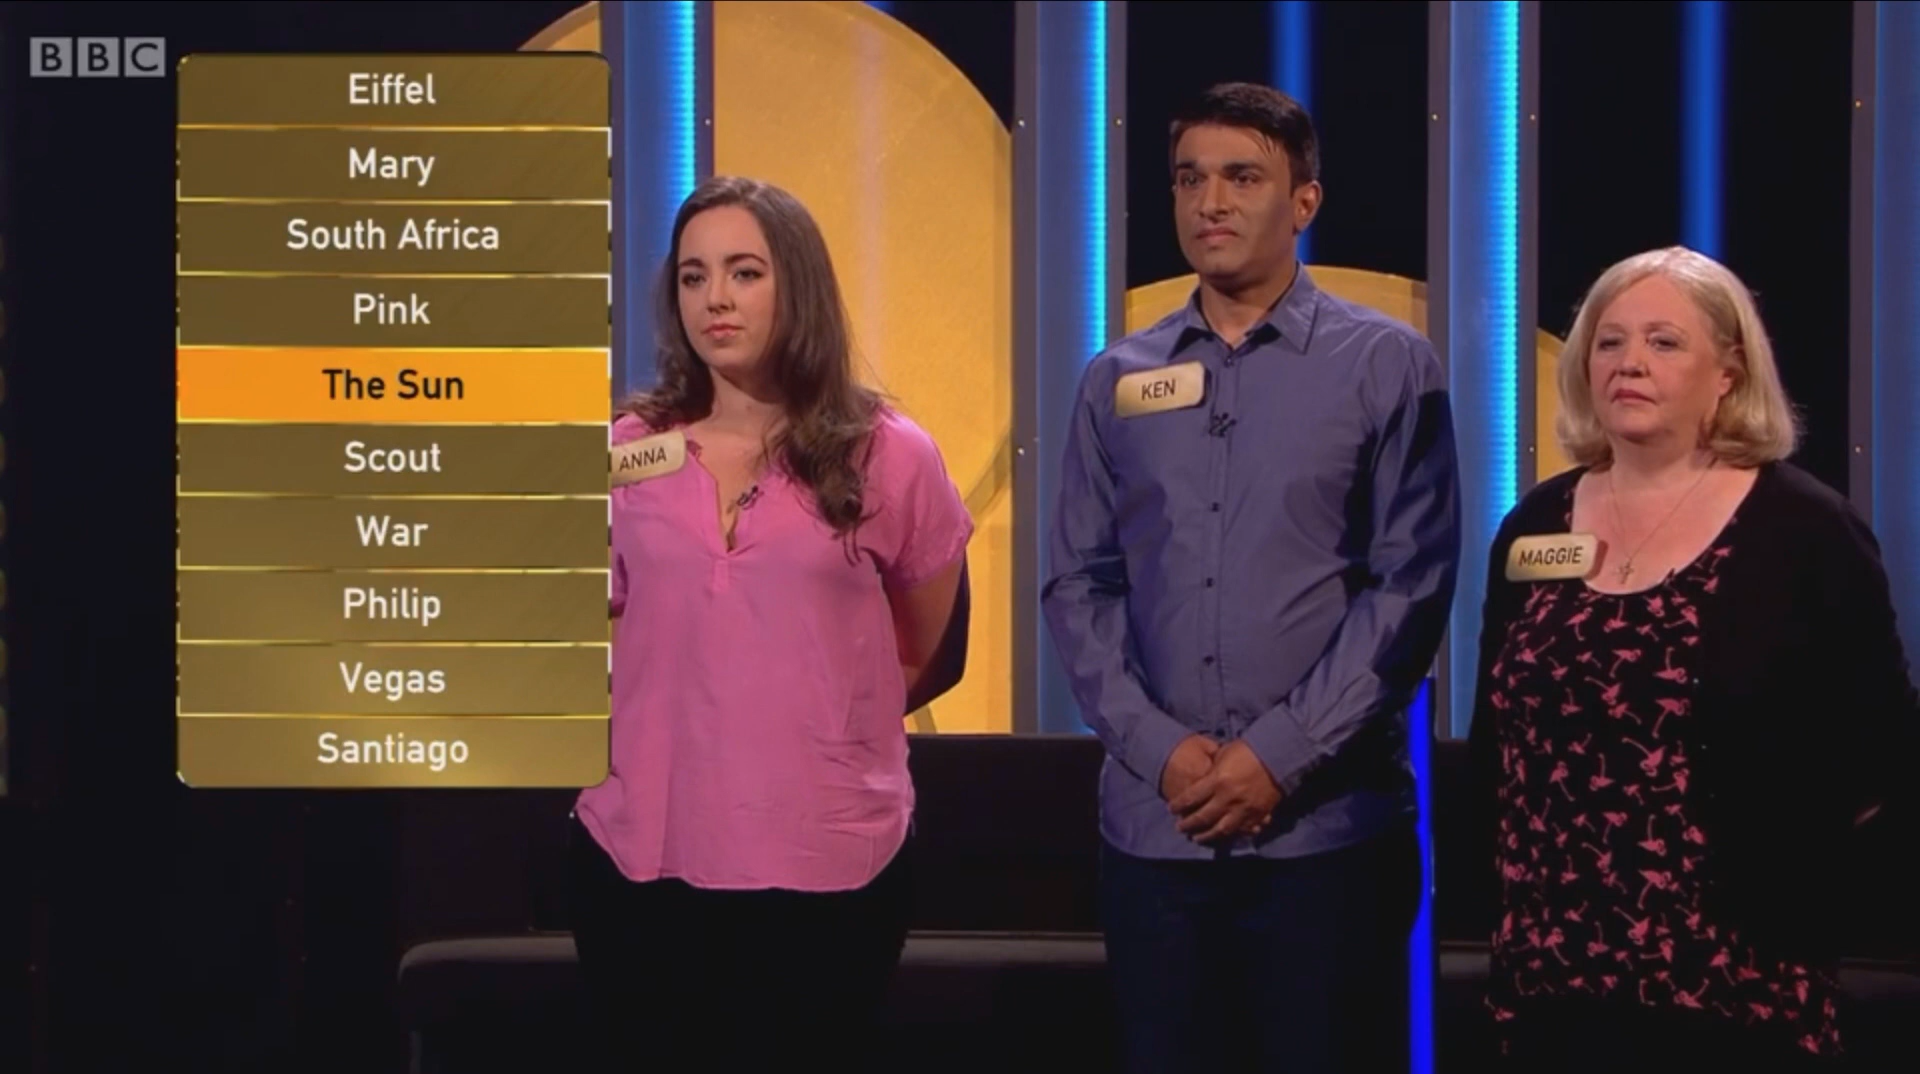 BBC
Eiffel
Mary
South Africa
Pink
The Sun
Scout
War
Philip
Vegas
Santiago
ANNA
KEN
MAGGIE